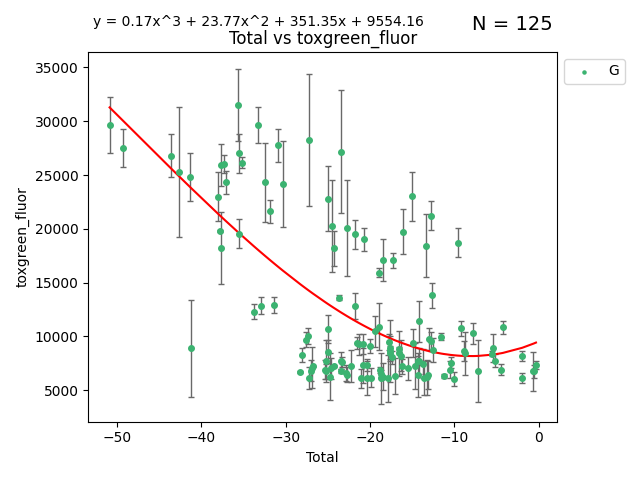 y = 0.17x^3 + 23.77x^2 + 351.35x + 9554.16
N = 125
Total vs toxgreen_fluor
G
35000
30000
25000
20000
15000
10000
5000
toxgreen_fluor
−50 −40 −30 −20 −10 0
Total